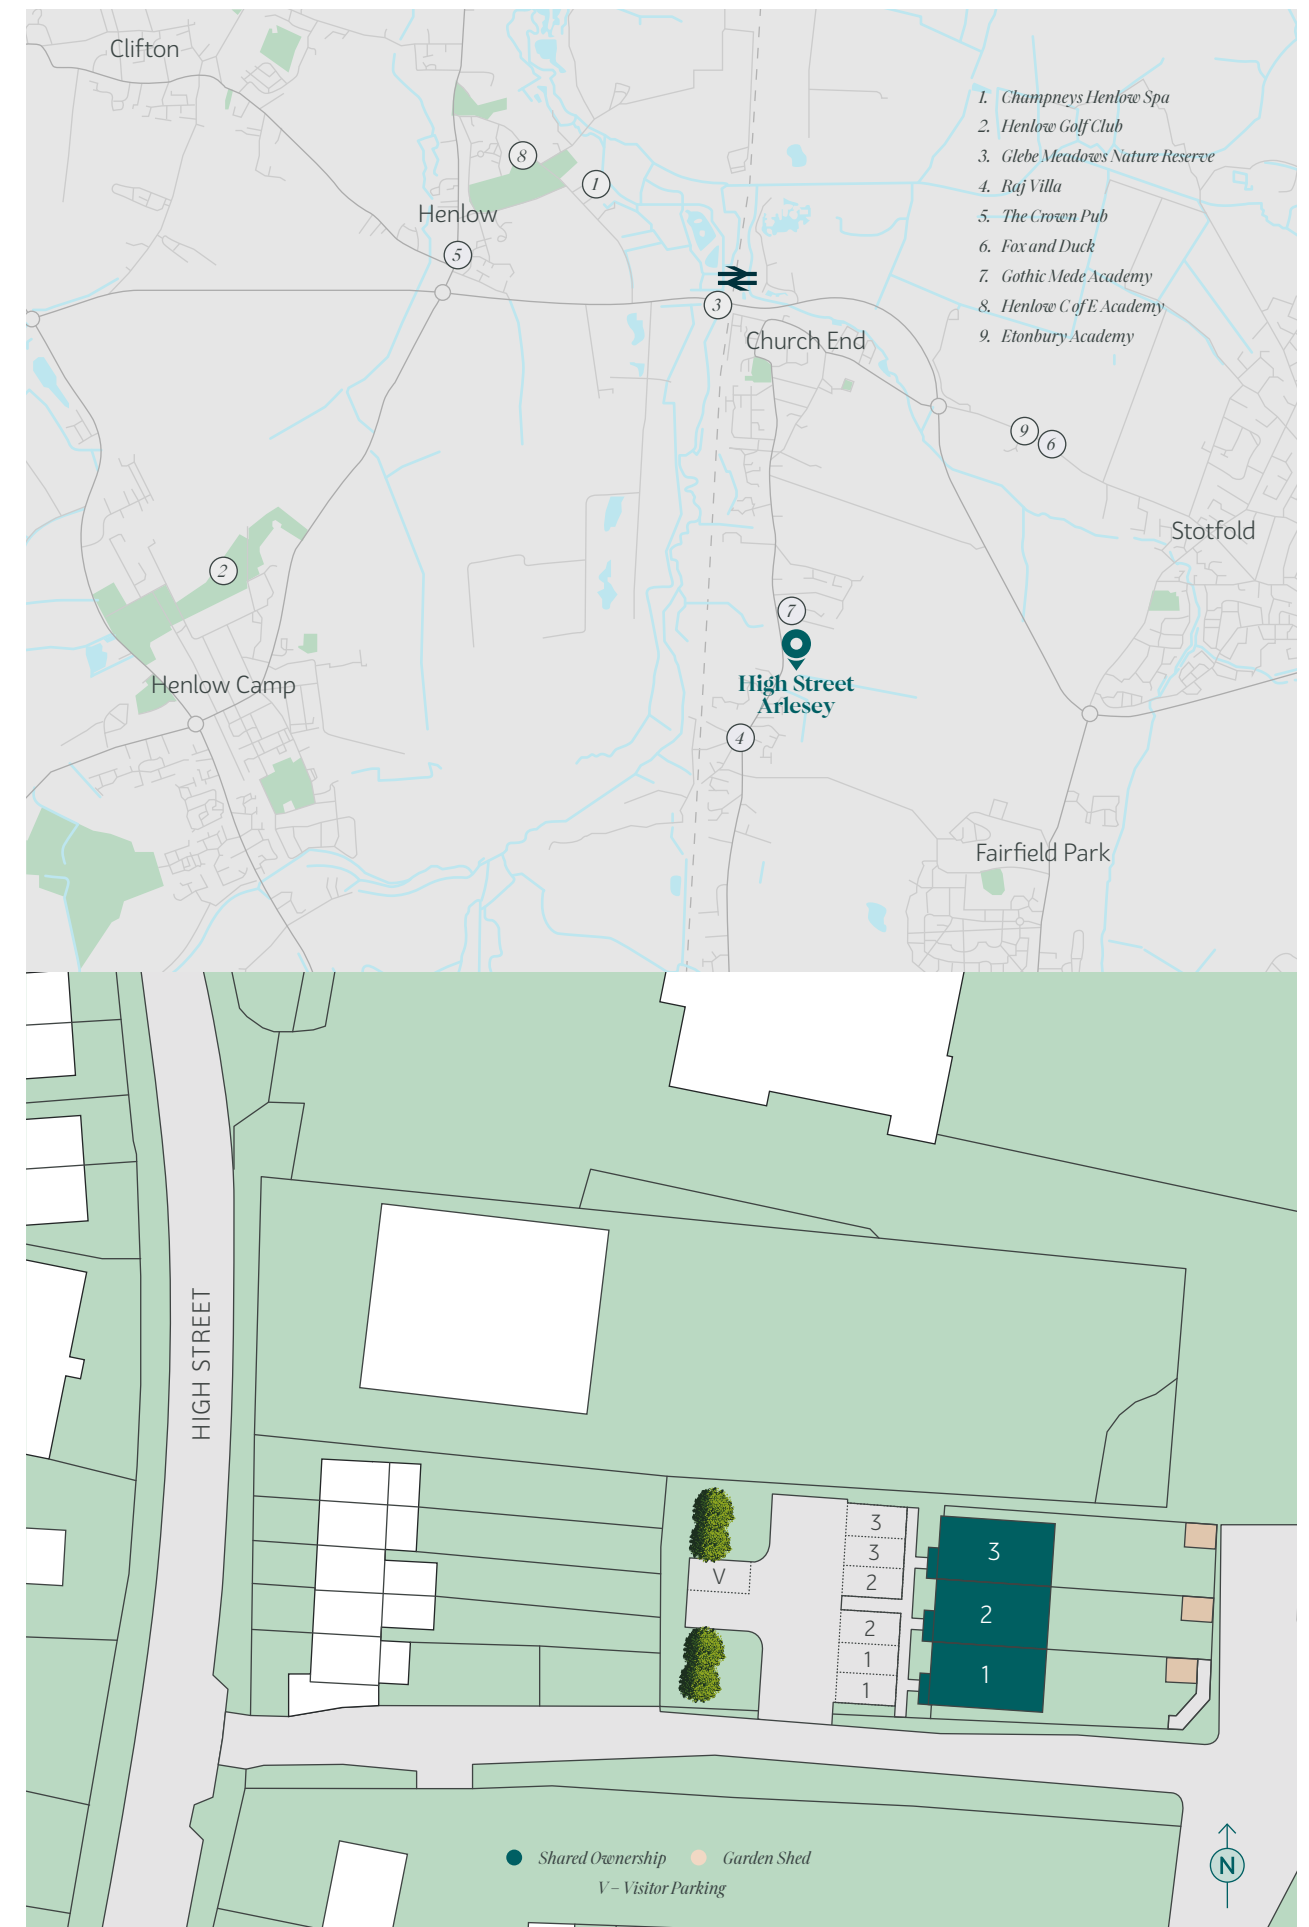 Clifton
1. Champneys Henlow Spa
2. Henlow Golf Club
3. Glebe Meadows Nature Reserve
4. Raj Villa
5. The Crown Pub
6. Fox and Duck
7. Gothic Mede Academy
8. Henlow C of E Academy
9. Etonbury Academy
8
1
Henlow
5
3
Church End
9
6
Stotfold
2
7
Henlow Camp
High Street
Arlesey
4
Fairfield Park
HIGH STREET
3
3
2
3
V
2
2
1
1
1
Shared Ownership
Garden Shed
V – Visitor Parking
N